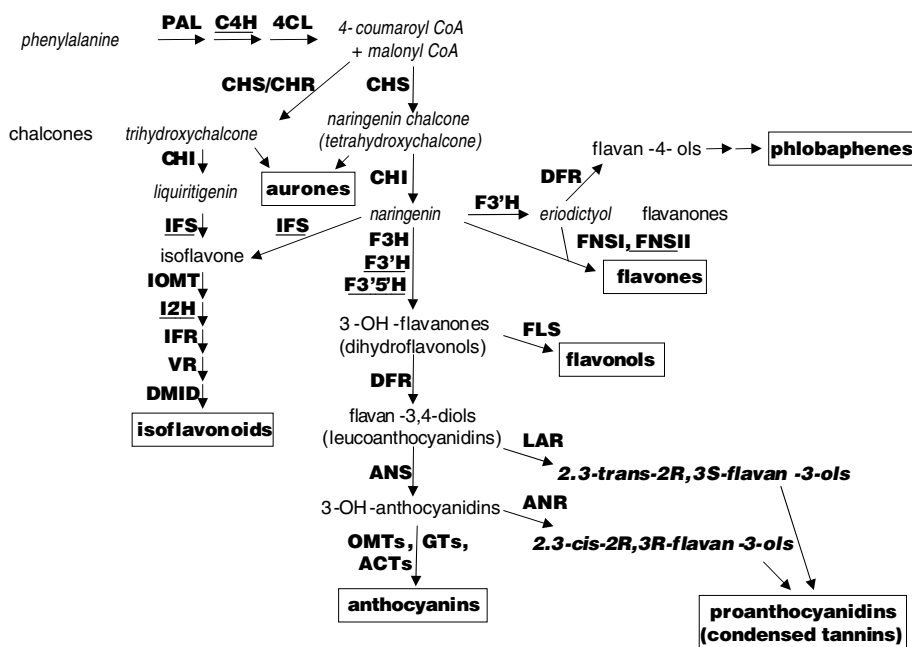 phenylalanine
PAL C4H 4CL
4- coumaroyl CoA
+ malonyl CoA
CHS/CHR
CHS
chalcones
trihydroxychalcone
naringenin chalcone
(tetrahydroxychalcone)
flavan -4- ols
phlobaphenes
CHI
aurones
CHI
DFR
liquiritigenin
naringenin
F3'H
eriodictyol
flavanones
IFS
IFS
isoflavone
F3H
F3'H
F3'5'H
FNSI, FNSII
flavones
IOMT
I2H
IFR
VR
DMID
isoflavonoids
3 -OH -flavanones
(dihydroflavonols)
FLS
flavonols
DFR
flavan -3,4-diols
(leucoanthocyanidins)
LAR
2.3-trans-2R,3S-flavan -3-ols
ANS
3-OH-anthocyanidins
ANR
2.3-cis-2R,3R-flavan -3-ols
OMTs, GTs,
ACTs
anthocyanins
proanthocyanidins
(condensed tannins)